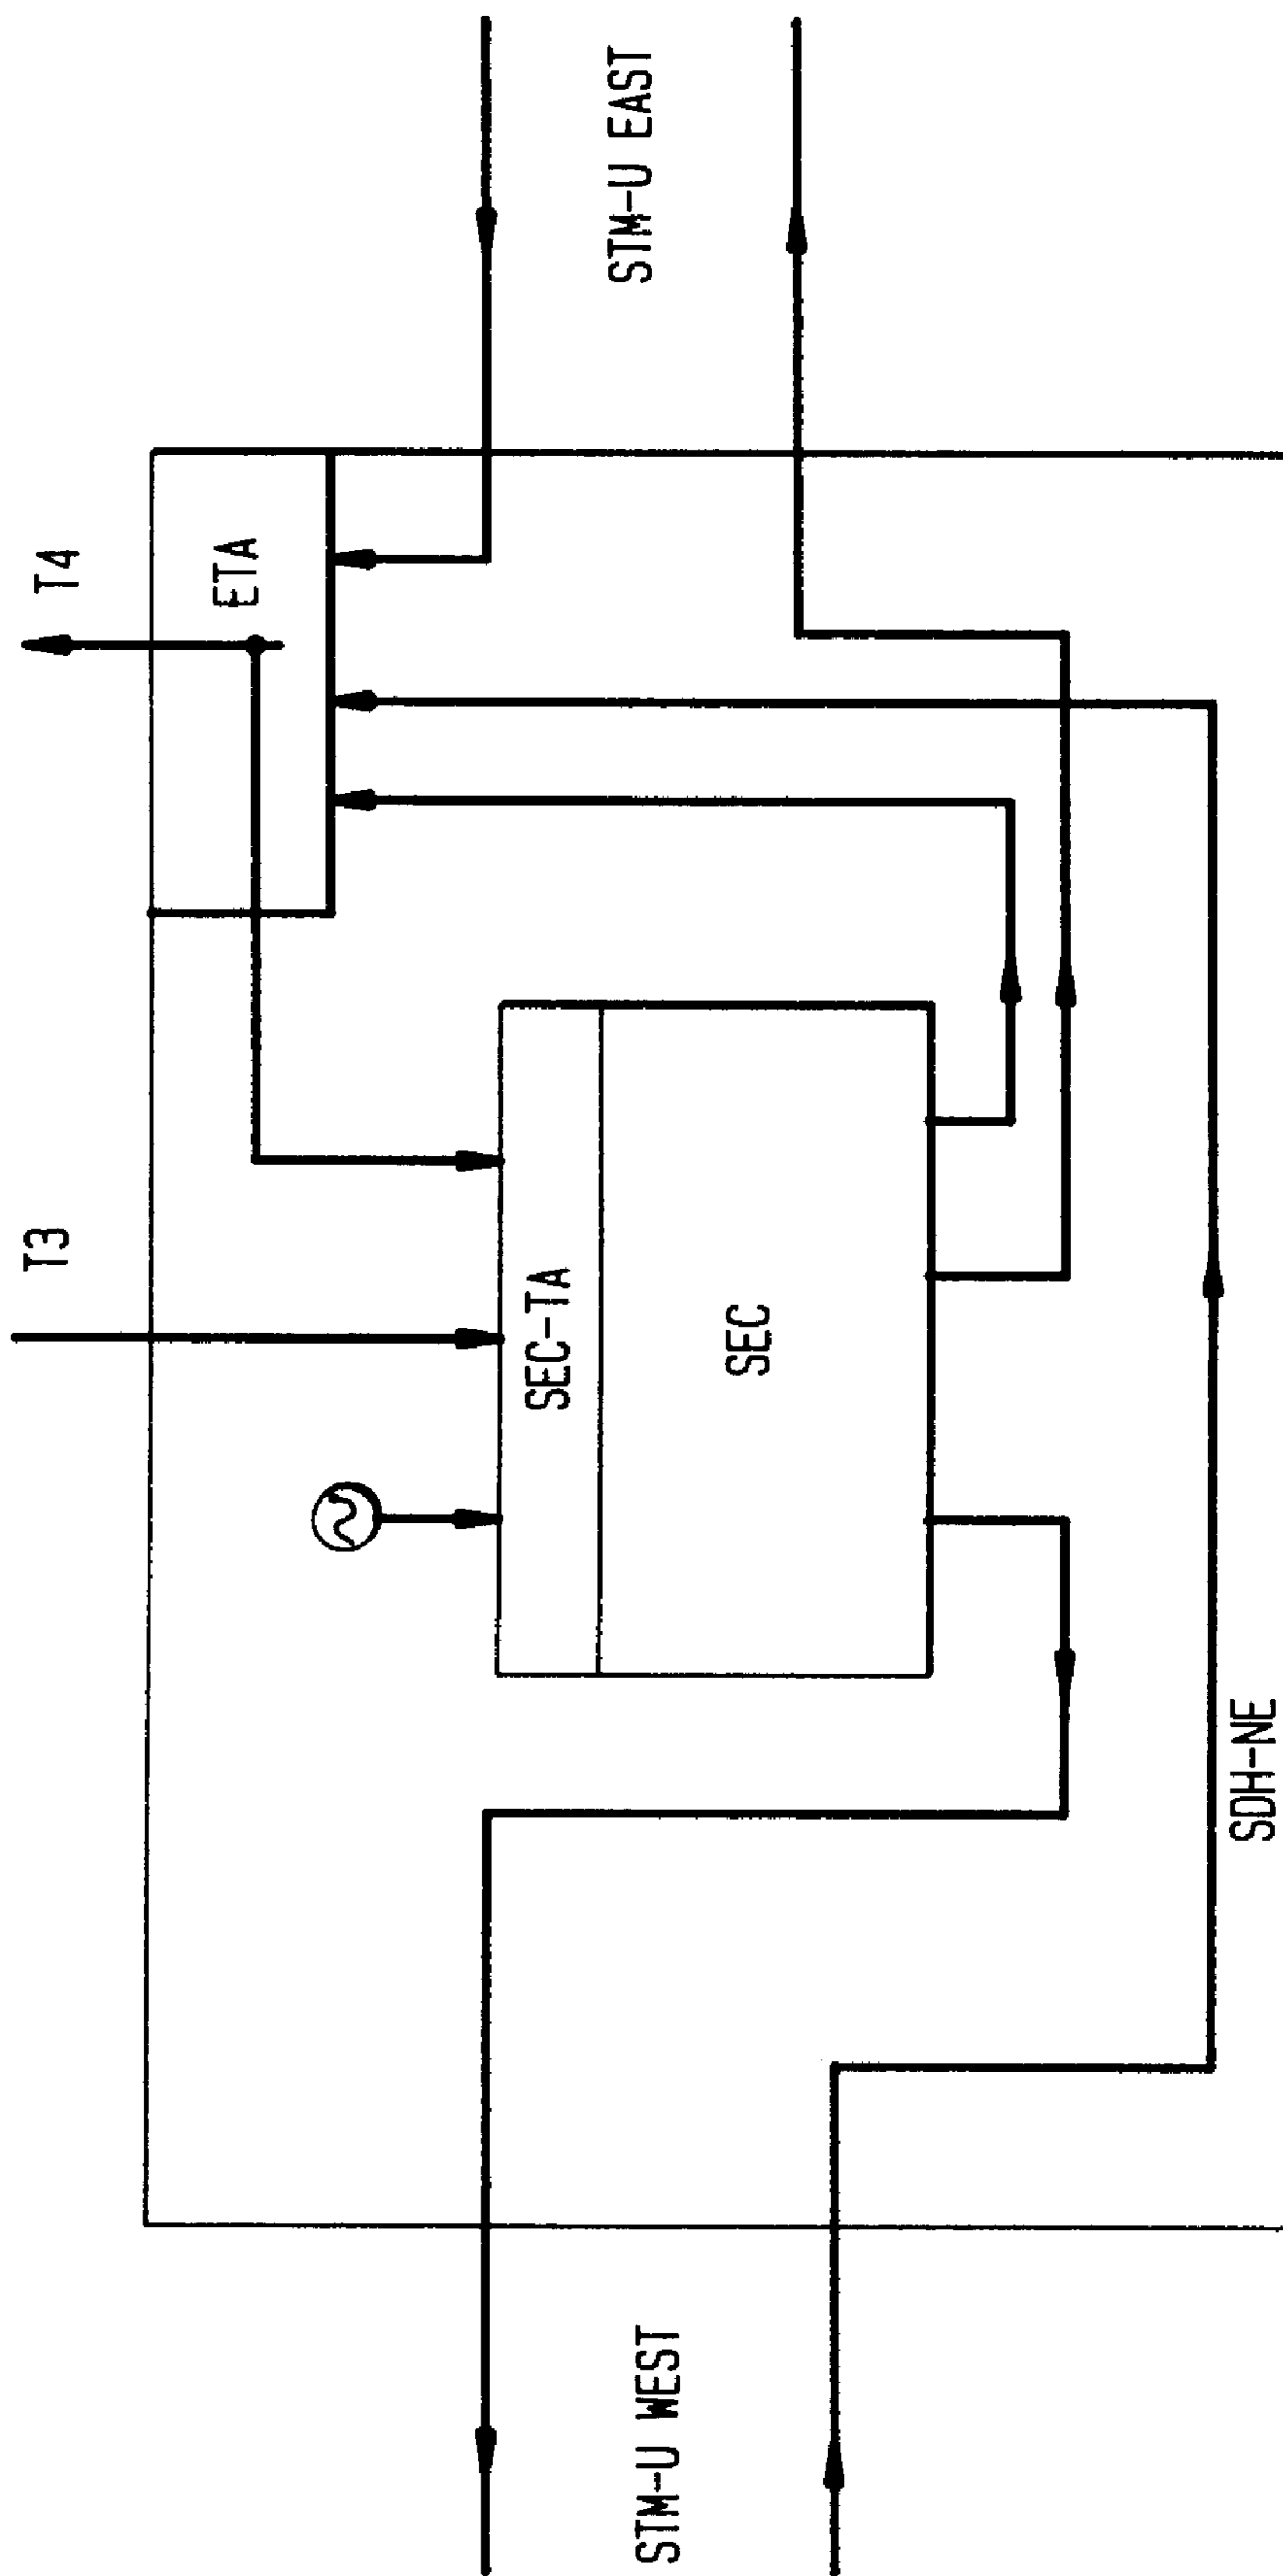 T3
T4
ETA
SEC-TA
SEC
STM-U WEST
STM-U EAST
SDH-NE